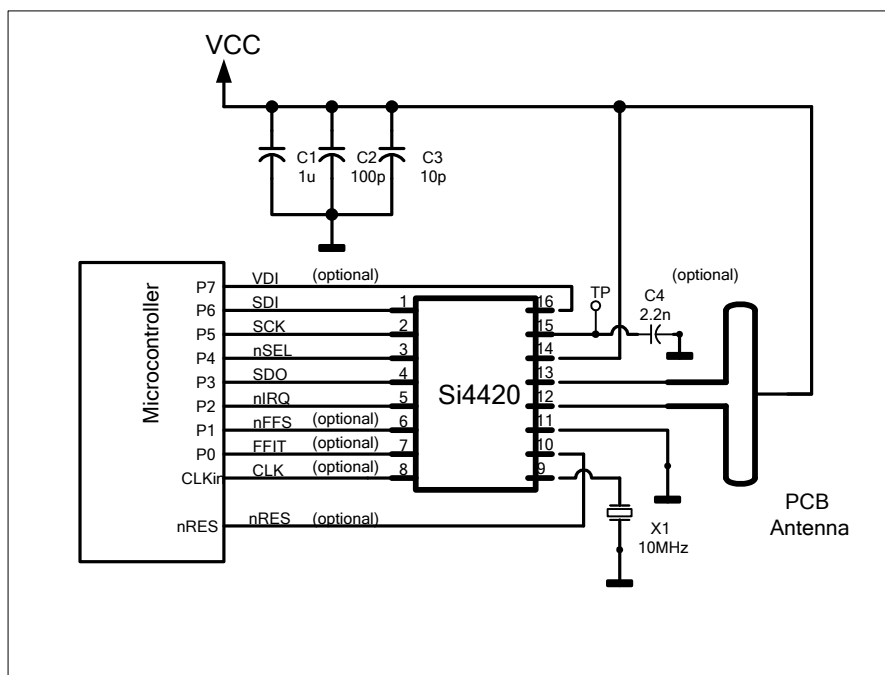 VCC
C1
1u
C2
100p
C3
10p
Microcontroller
P7
VDI
(optional)
P6
SDI
1
P5
SCK
2
P4
nSEL
3
P3
SDO
4
P2
nIRQ
5
P1
nFFS
(optional)
6
P0
FFIT
(optional)
7
CLKin
CLK
(optional)
8
nRES
nRES
(optional)
Si4420
16
15
14
13
12
11
10
9
TP
(optional)
C4
2.2n
X1
10MHz
PCB
Antenna